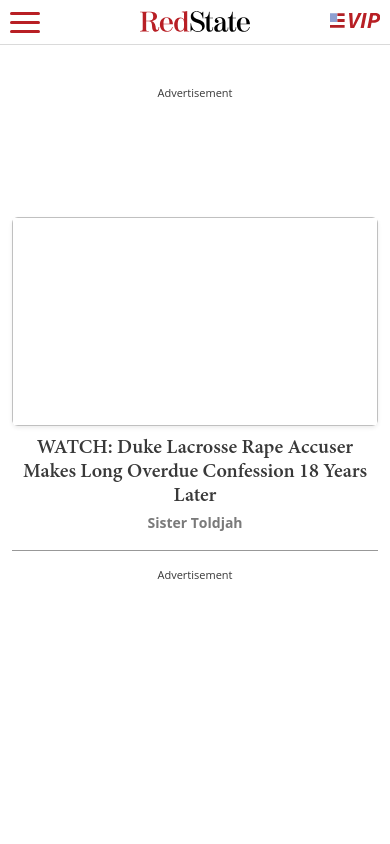 RedState
VIP
Advertisement
WATCH: Duke Lacrosse Rape Accuser
Makes Long Overdue Confession 18 Years
Later
Sister Toldjah
Advertisement